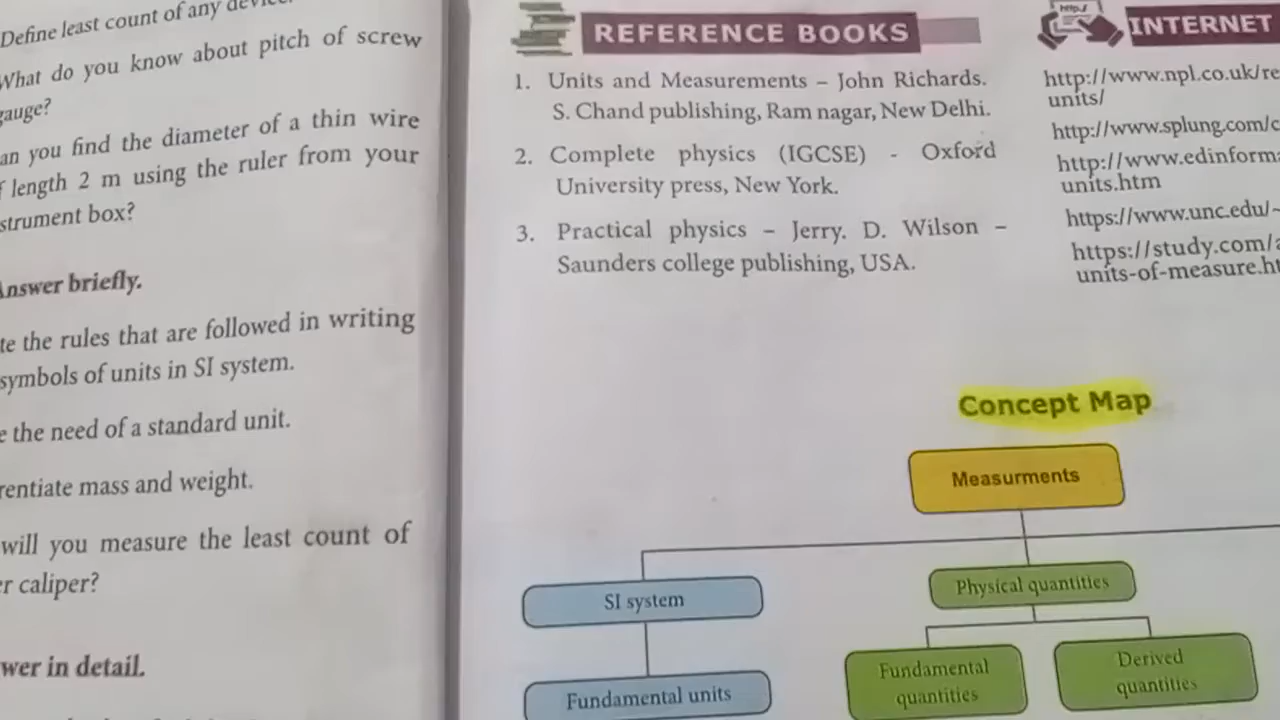 Define least count of any device.
What do you know about pitch of screw
gauge?
an you find the diameter of a thin wire
f length 2 m using the ruler from your
strument box?
Answer briefly.
te the rules that are followed in writing
symbols of units in SI system.
e the need of a standard unit.
rentiate mass and weight.
will you measure the least count of
er caliper?
wer in detail.
REFERENCE BOOKS
1. Units and Measurements – John Richards.
S. Chand publishing, Ram nagar, New Delhi.
2. Complete physics (IGCSE) - Oxford
University press, New York.
3. Practical physics – Jerry. D. Wilson –
Saunders college publishing, USA.
http://
INTERNET
http://www.npl.co.uk/re
units/
http://www.splung.com/c
http://www.edinforma
units.htm
https://www.unc.edu/~
https://study.com/a
units-of-measure.ht
Concept Map
Measurments
SI system
Physical quantities
Fundamental units
Fundamental
quantities
Derived
quantities